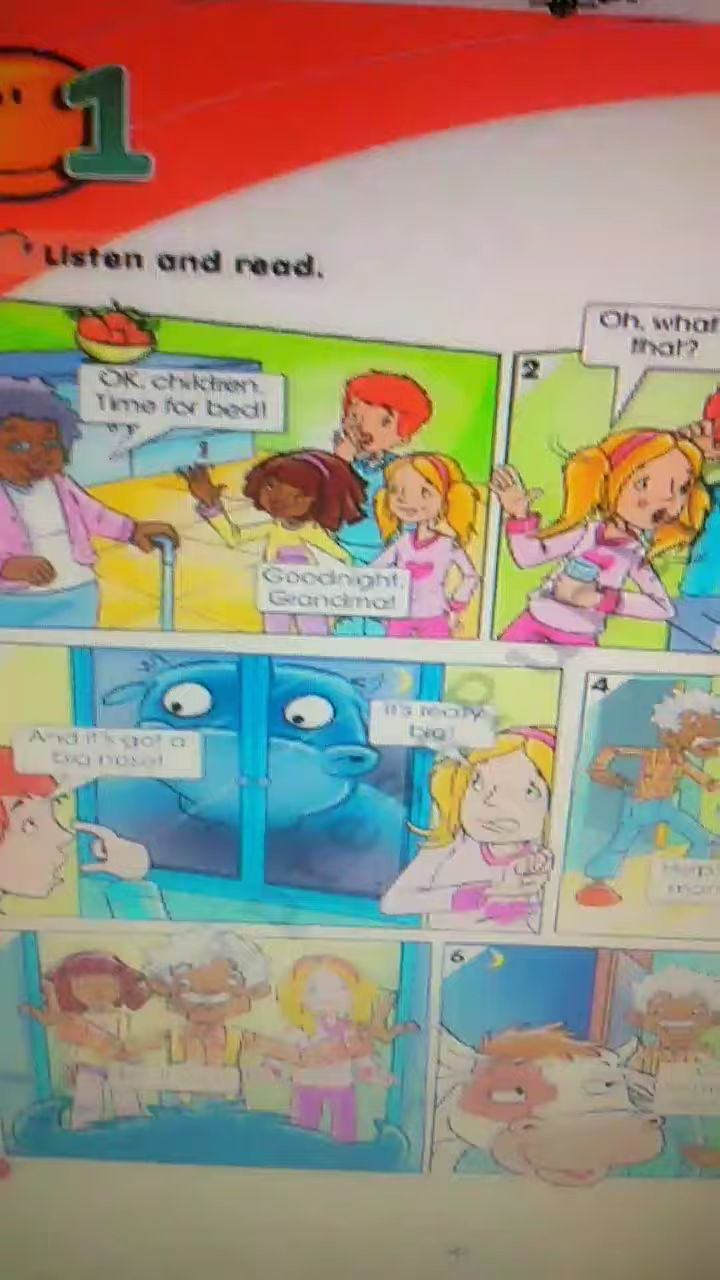 1
Listen and read.
OK, children.
Time for bed!
Goodnight,
Grandma!
2
Oh, what
that?
And it's got a
big nose!
It's really
big!
4
6